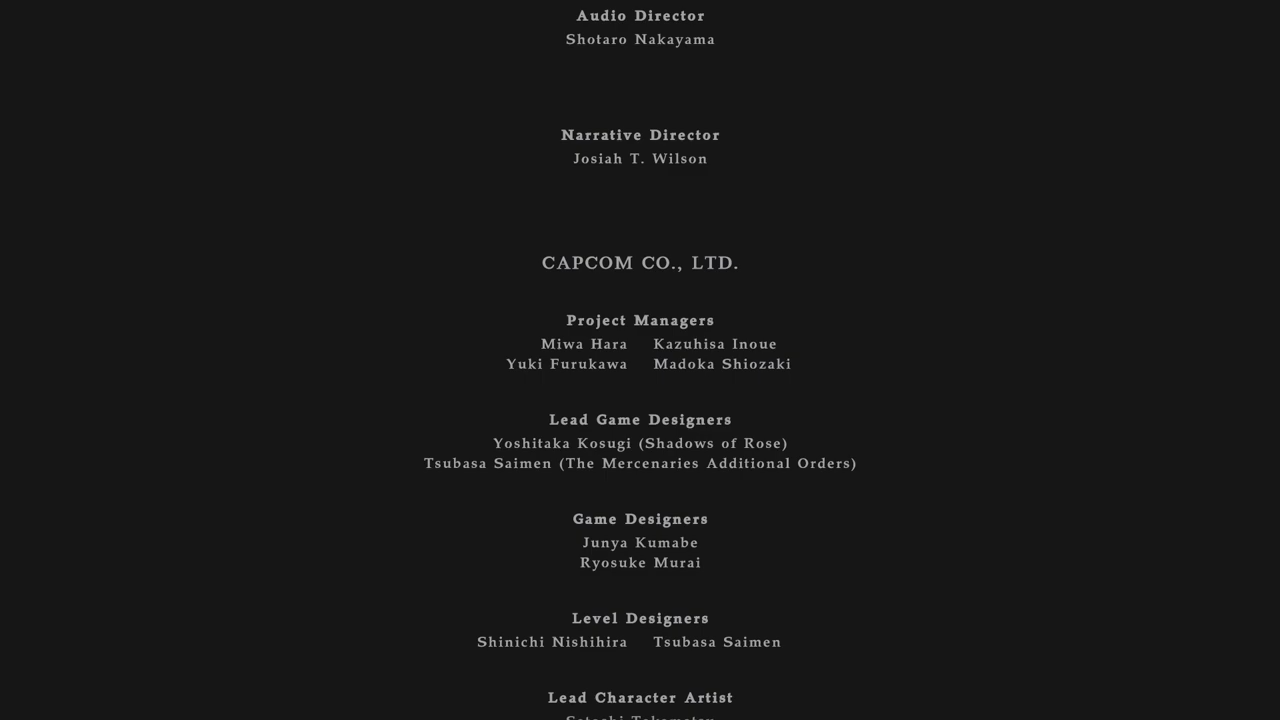 Audio Director
Shotaro Nakayama
Narrative Director
Josiah T. Wilson
CAPCOM CO., LTD.
Project Managers
Miwa Hara Kazuhisa Inoue
Yuki Furukawa Madoka Shiozaki
Lead Game Designers
Yoshitaka Kosugi (Shadows of Rose)
Tsubasa Saimen (The Mercenaries Additional Orders)
Game Designers
Junya Kumabe
Ryosuke Murai
Level Designers
Shinichi Nishihira Tsubasa Saimen
Lead Character Artist